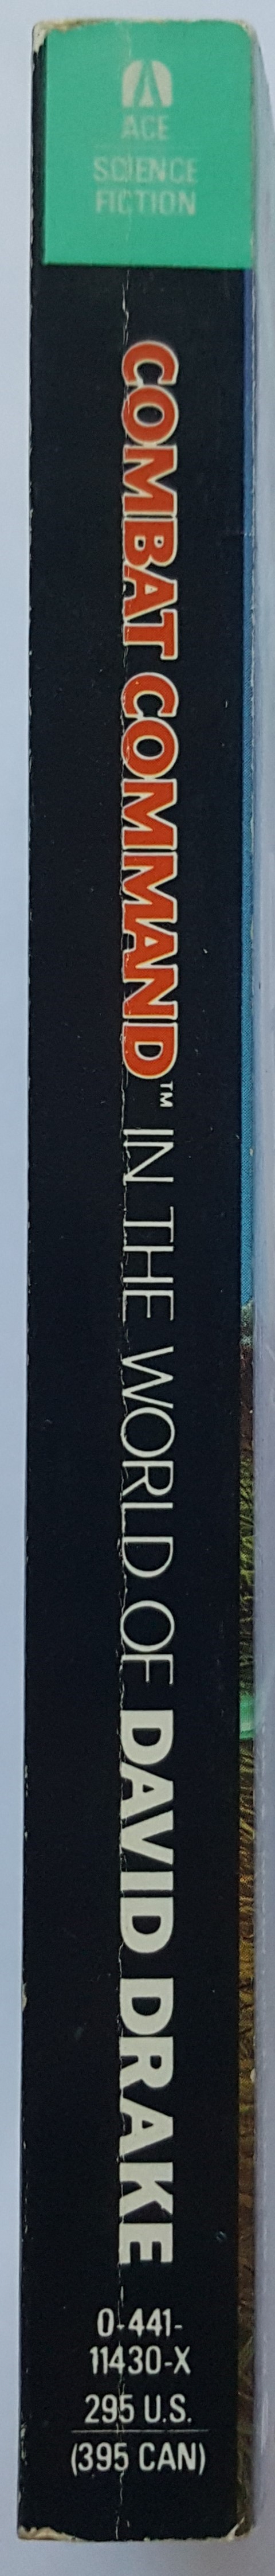 ACE
SCIENCE
FICTION
COMBAT COMMAND™ IN THE WORLD OF DAVID DRAKE
0-441-
11430-X
295 U.S.
(395 CAN)